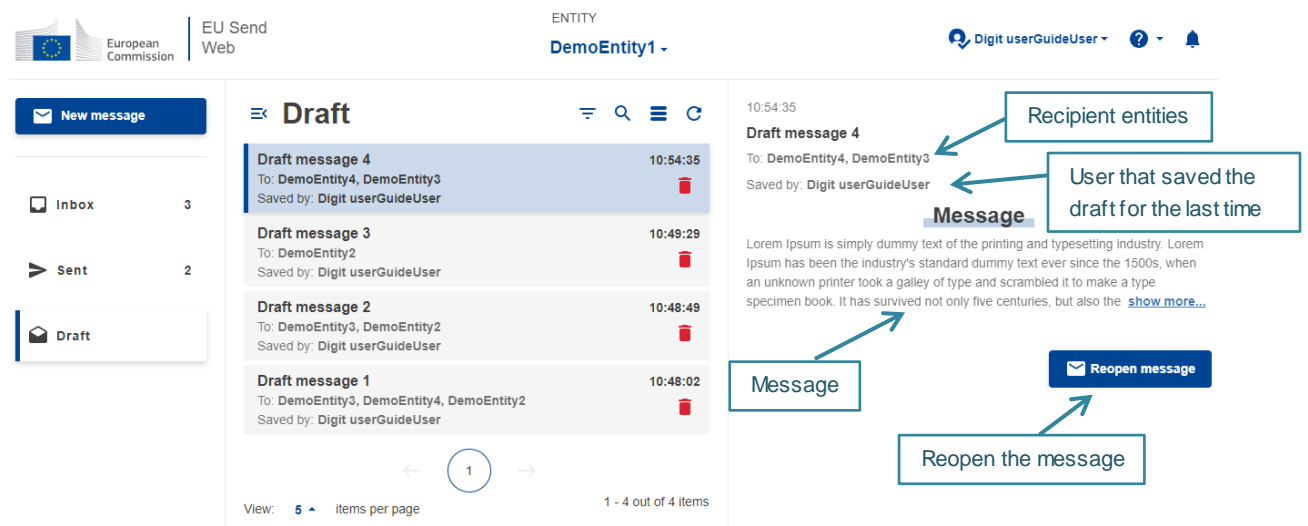 European
Commission
EU Send
Web
ENTITY
DemoEntity1
Digit userGuideUser
?
New message
Inbox 3
Sent 2
Draft
Draft
Draft message 4 10:54:35
To: DemoEntity4, DemoEntity3
Saved by: Digit userGuideUser
Draft message 3 10:49:29
To: DemoEntity2
Saved by: Digit userGuideUser
Draft message 2 10:48:49
To: DemoEntity3, DemoEntity2
Saved by: Digit userGuideUser
Draft message 1 10:48:02
To: DemoEntity3, DemoEntity4, DemoEntity2
Saved by: Digit userGuideUser
1
View: 5 items per page
1 - 4 out of 4 items
10:54:35
Draft message 4
To: DemoEntity4, DemoEntity3
Saved by: Digit userGuideUser
Message
Lorem Ipsum is simply dummy text of the printing and typesetting industry. Lorem
Ipsum has been the industry's standard dummy text ever since the 1500s, when
an unknown printer took a galley of type and scrambled it to make a type
specimen book. It has survived not only five centuries, but also the show more...
Reopen message
Recipient entities
User that saved the
draft for the last time
Message
Reopen the message